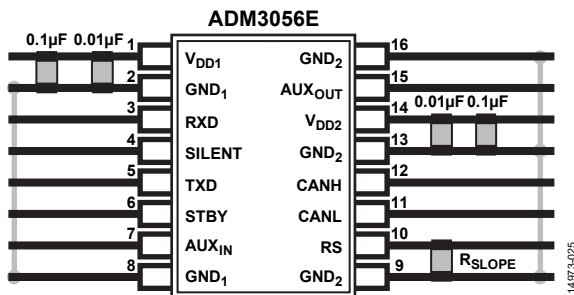 ADM3056E
0.1µF 0.01µF
1 VDD1 GND2 16
2 GND1 AUXOUT 15
3 RXD VDD2 14
0.01µF 0.1µF
4 SILENT GND2 13
5 TXD CANH 12
6 STBY CANL 11
7 AUXIN RS 10
RSLOPE
8 GND1 GND2 9
14973-025